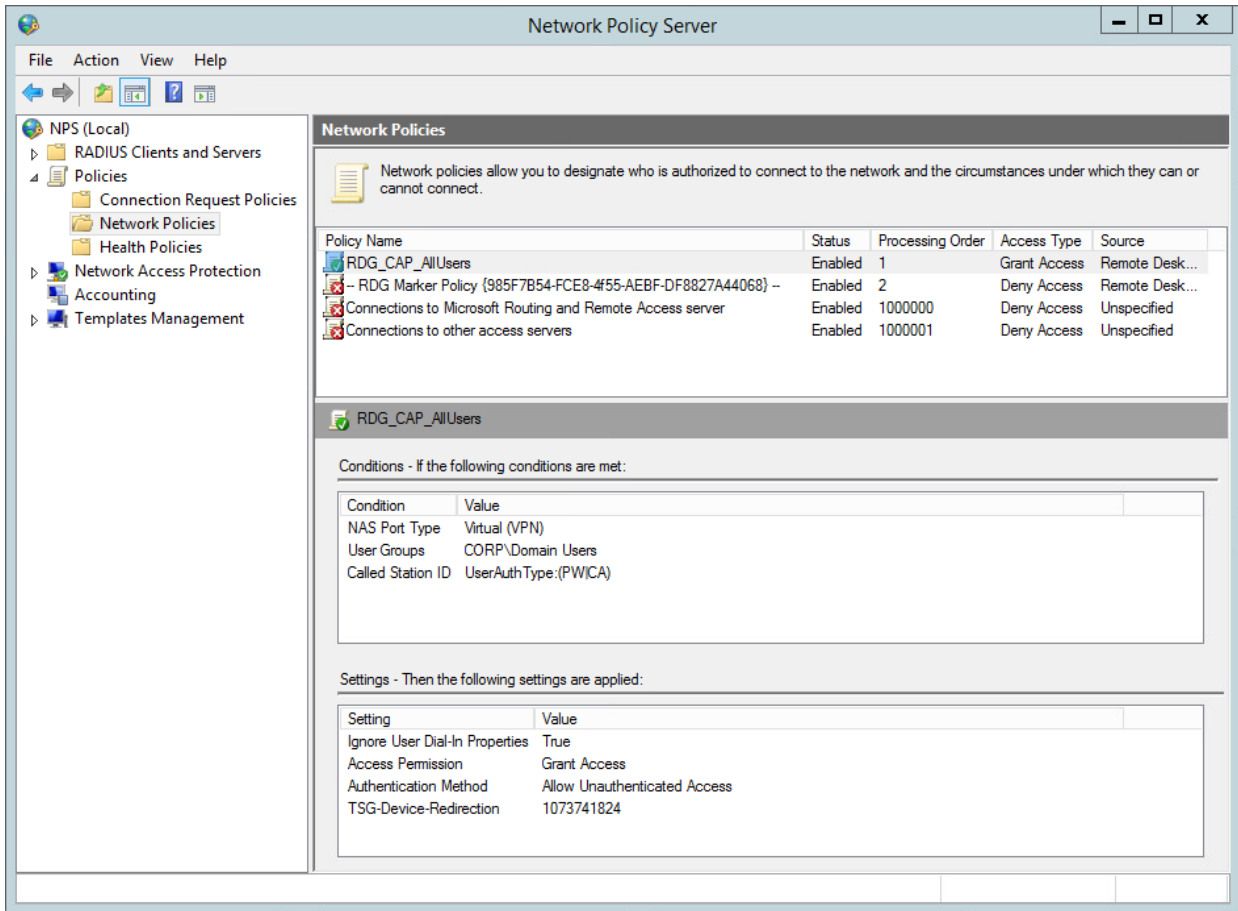 Network Policy Server
File Action View Help
NPS (Local)
RADIUS Clients and Servers
Policies
Connection Request Policies
Network Policies
Health Policies
Network Access Protection
Accounting
Templates Management
Network Policies
Network policies allow you to designate who is authorized to connect to the network and the circumstances under which they can or
cannot connect.
Policy Name Status Processing Order Access Type Source
RDG_CAP_AllUsers Enabled 1 Grant Access Remote Desk...
-- RDG Marker Policy {985F7B54-FCE8-4f55-AEBF-DF8827A44068} -- Enabled 2 Deny Access Remote Desk...
Connections to Microsoft Routing and Remote Access server Enabled 1000000 Deny Access Unspecified
Connections to other access servers Enabled 1000001 Deny Access Unspecified
RDG_CAP_AllUsers
Conditions - If the following conditions are met:
Condition Value
NAS Port Type Virtual (VPN)
User Groups CORP\Domain Users
Called Station ID UserAuthType:(PW|CA)
Settings - Then the following settings are applied:
Setting Value
Ignore User Dial-In Properties True
Access Permission Grant Access
Authentication Method Allow Unauthenticated Access
TSG-Device-Redirection 1073741824